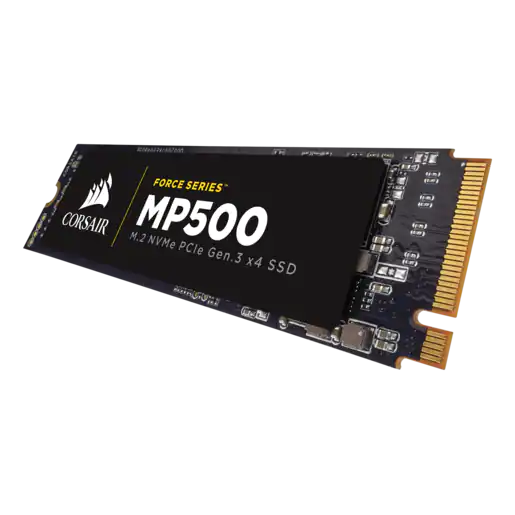 FORCE SERIES™
CORSAIR
MP500
M.2 NVMe PCIe Gen.3 x4 SSD